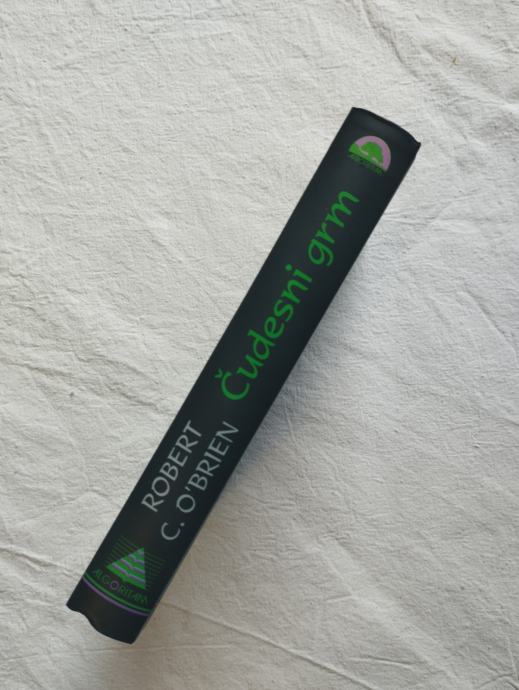 ROBERT
C. O'BRIEN
Čudesni grm
ALGORITAM